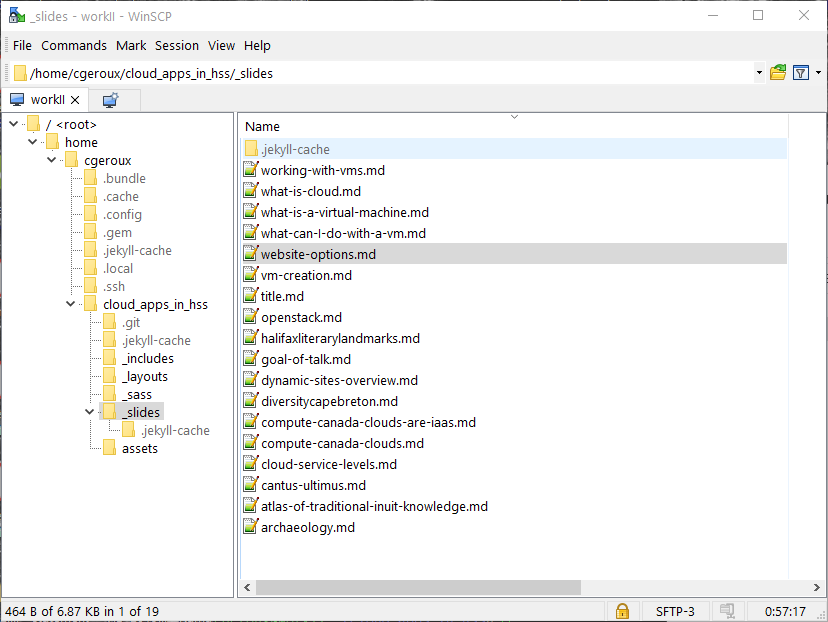 _slides - workII - WinSCP
File Commands Mark Session View Help
/home/cgeroux/cloud_apps_in_hss/_slides
workII
/ <root>
home
cgeroux
.bundle
.cache
.config
.gem
.jekyll-cache
.local
.ssh
cloud_apps_in_hss
.git
.jekyll-cache
_includes
_layouts
_sass
_slides
.jekyll-cache
assets
Name
.jekyll-cache
working-with-vms.md
what-is-cloud.md
what-is-a-virtual-machine.md
what-can-I-do-with-a-vm.md
website-options.md
vm-creation.md
title.md
openstack.md
halifaxliterarylandmarks.md
goal-of-talk.md
dynamic-sites-overview.md
diversitycapebreton.md
compute-canada-clouds-are-iaas.md
compute-canada-clouds.md
cloud-service-levels.md
cantus-ultimus.md
atlas-of-traditional-inuit-knowledge.md
archaeology.md
464 B of 6.87 KB in 1 of 19
SFTP-3
0:57:17